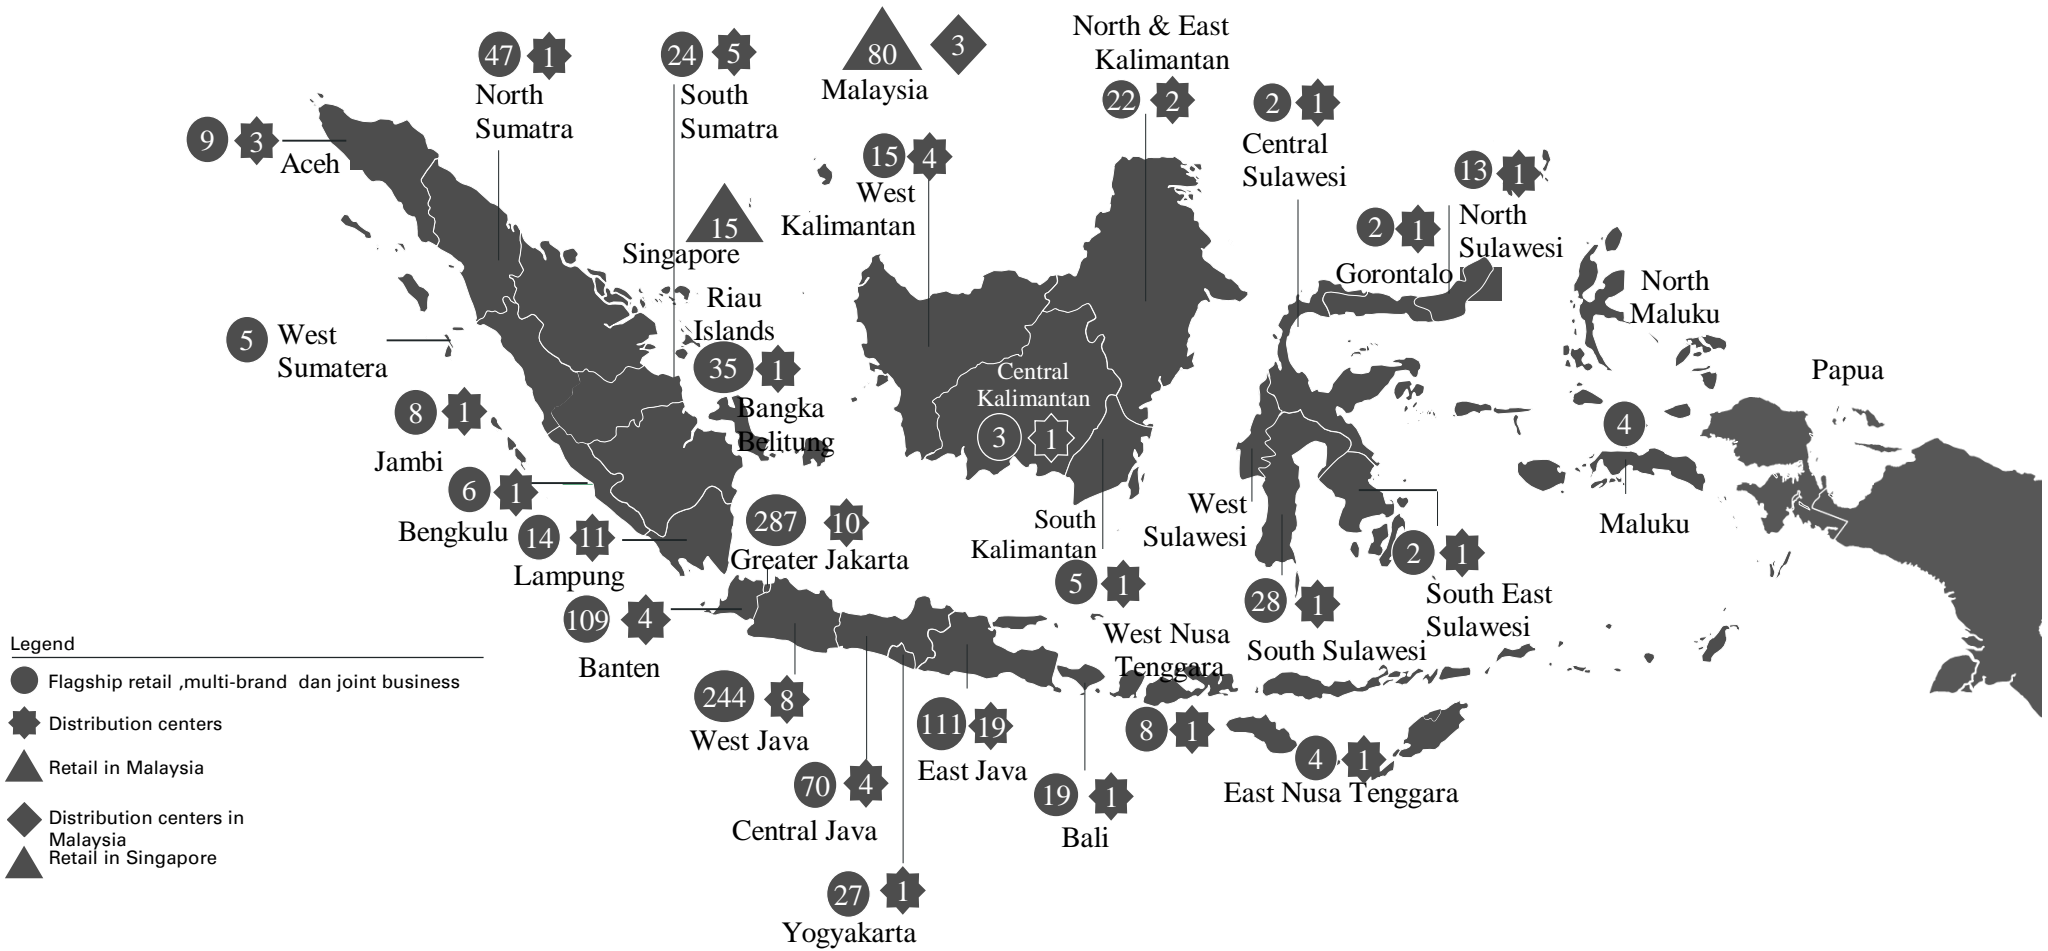 47 1
North
Sumatra
24 5
South
Sumatra
80 3
Malaysia
North & East
Kalimantan
22 2
2 1
Central
Sulawesi
9 3
Aceh
15 4
West
Kalimantan
13 1
North
Sulawesi
2 1
Gorontalo
15
Singapore
Riau
Islands
35 1
Bangka
Belitung
North
Maluku
5 West
Sumatera
Central
Kalimantan
3 1
Papua
8 1
Jambi
4
Maluku
6 1
Bengkulu
14 11
Lampung
287 10
Greater Jakarta
South
Kalimantan
5 1
West
Sulawesi
2 1
South East
Sulawesi
28 1
South Sulawesi
109 4
Banten
West Nusa
Tenggara
8 1
244 8
West Java
111 19
East Java
4 1
East Nusa Tenggara
70 4
Central Java
19 1
Bali
27 1
Yogyakarta
Legend
Flagship retail ,multi-brand dan joint business
Distribution centers
Retail in Malaysia
Distribution centers in
Malaysia
Retail in Singapore